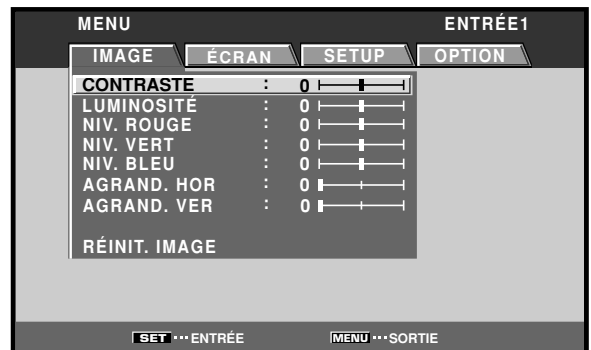 MENU ENTRÉE1
IMAGE ÉCRAN SETUP OPTION
CONTRASTE : 0
LUMINOSITÉ : 0
NIV. ROUGE : 0
NIV. VERT : 0
NIV. BLEU : 0
AGRAND. HOR : 0
AGRAND. VER : 0
RÉINIT. IMAGE
SET ··· ENTRÉE MENU ··· SORTIE